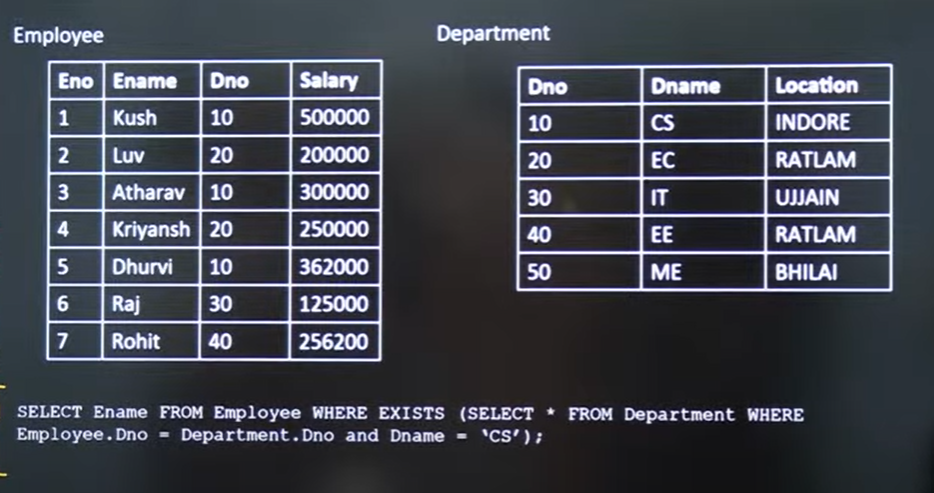 Employee
Department
Eno Ename Dno Salary
1 Kush 10 500000
2 Luv 20 200000
3 Atharav 10 300000
4 Kriyansh 20 250000
5 Dhurvi 10 362000
6 Raj 30 125000
7 Rohit 40 256200
Dno Dname Location
10 CS INDORE
20 EC RATLAM
30 IT UJJAIN
40 EE RATLAM
50 ME BHILAI
SELECT Ename FROM Employee WHERE EXISTS (SELECT * FROM Department WHERE
Employee.Dno = Department.Dno and Dname = ‘CS’);